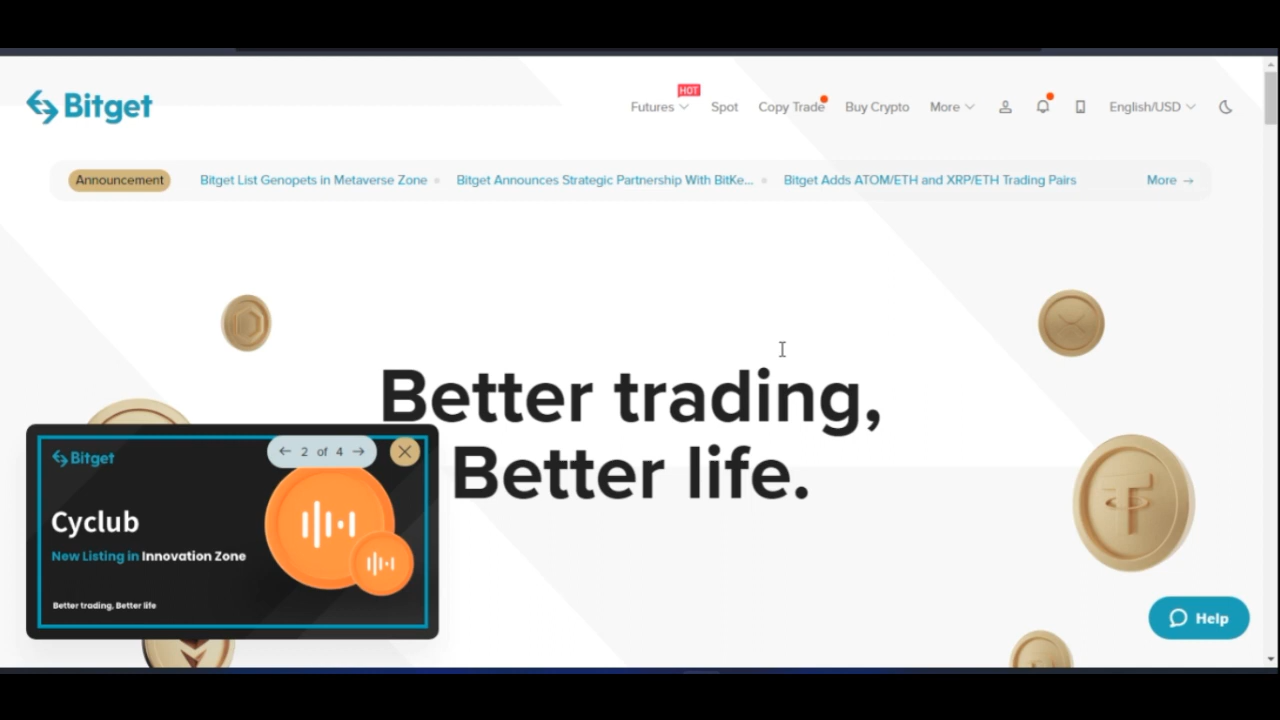 Bitget
HOT
Futures Spot Copy Trade Buy Crypto More English/USD
Announcement Bitget List Genopets in Metaverse Zone Bitget Announces Strategic Partnership With BitKe... Bitget Adds ATOM/ETH and XRP/ETH Trading Pairs More →
Better trading,
Better life.
Bitget ← 2 of 4 →
Cyclub
New Listing in Innovation Zone
Better trading, Better life
Help